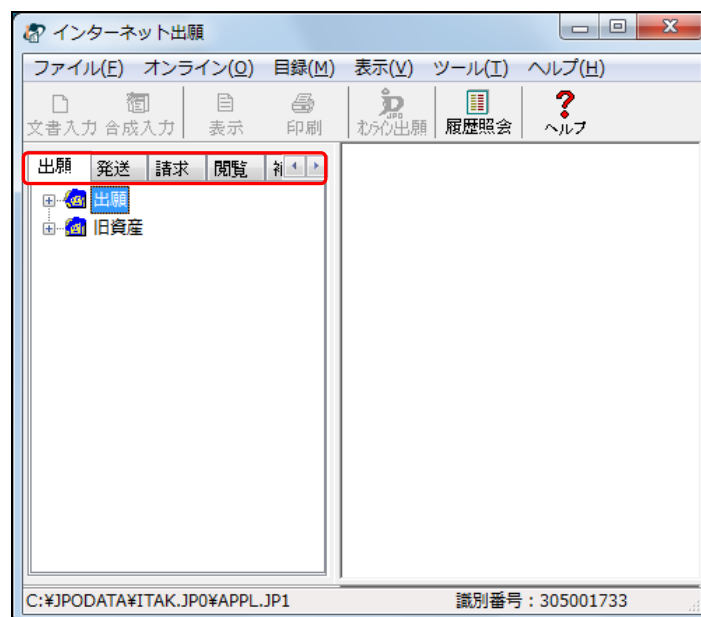 インターネット出願
ファイル(F) オンライン(O) 目録(M) 表示(V) ツール(T) ヘルプ(H)
文書入力 合成入力 表示 印刷 ｵﾝﾗｲﾝ出願 履歴照会 ヘルプ
出願 発送 請求 閲覧
出願
旧資産
C:¥JPODATA¥ITAK.JP0¥APPL.JP1 識別番号：305001733